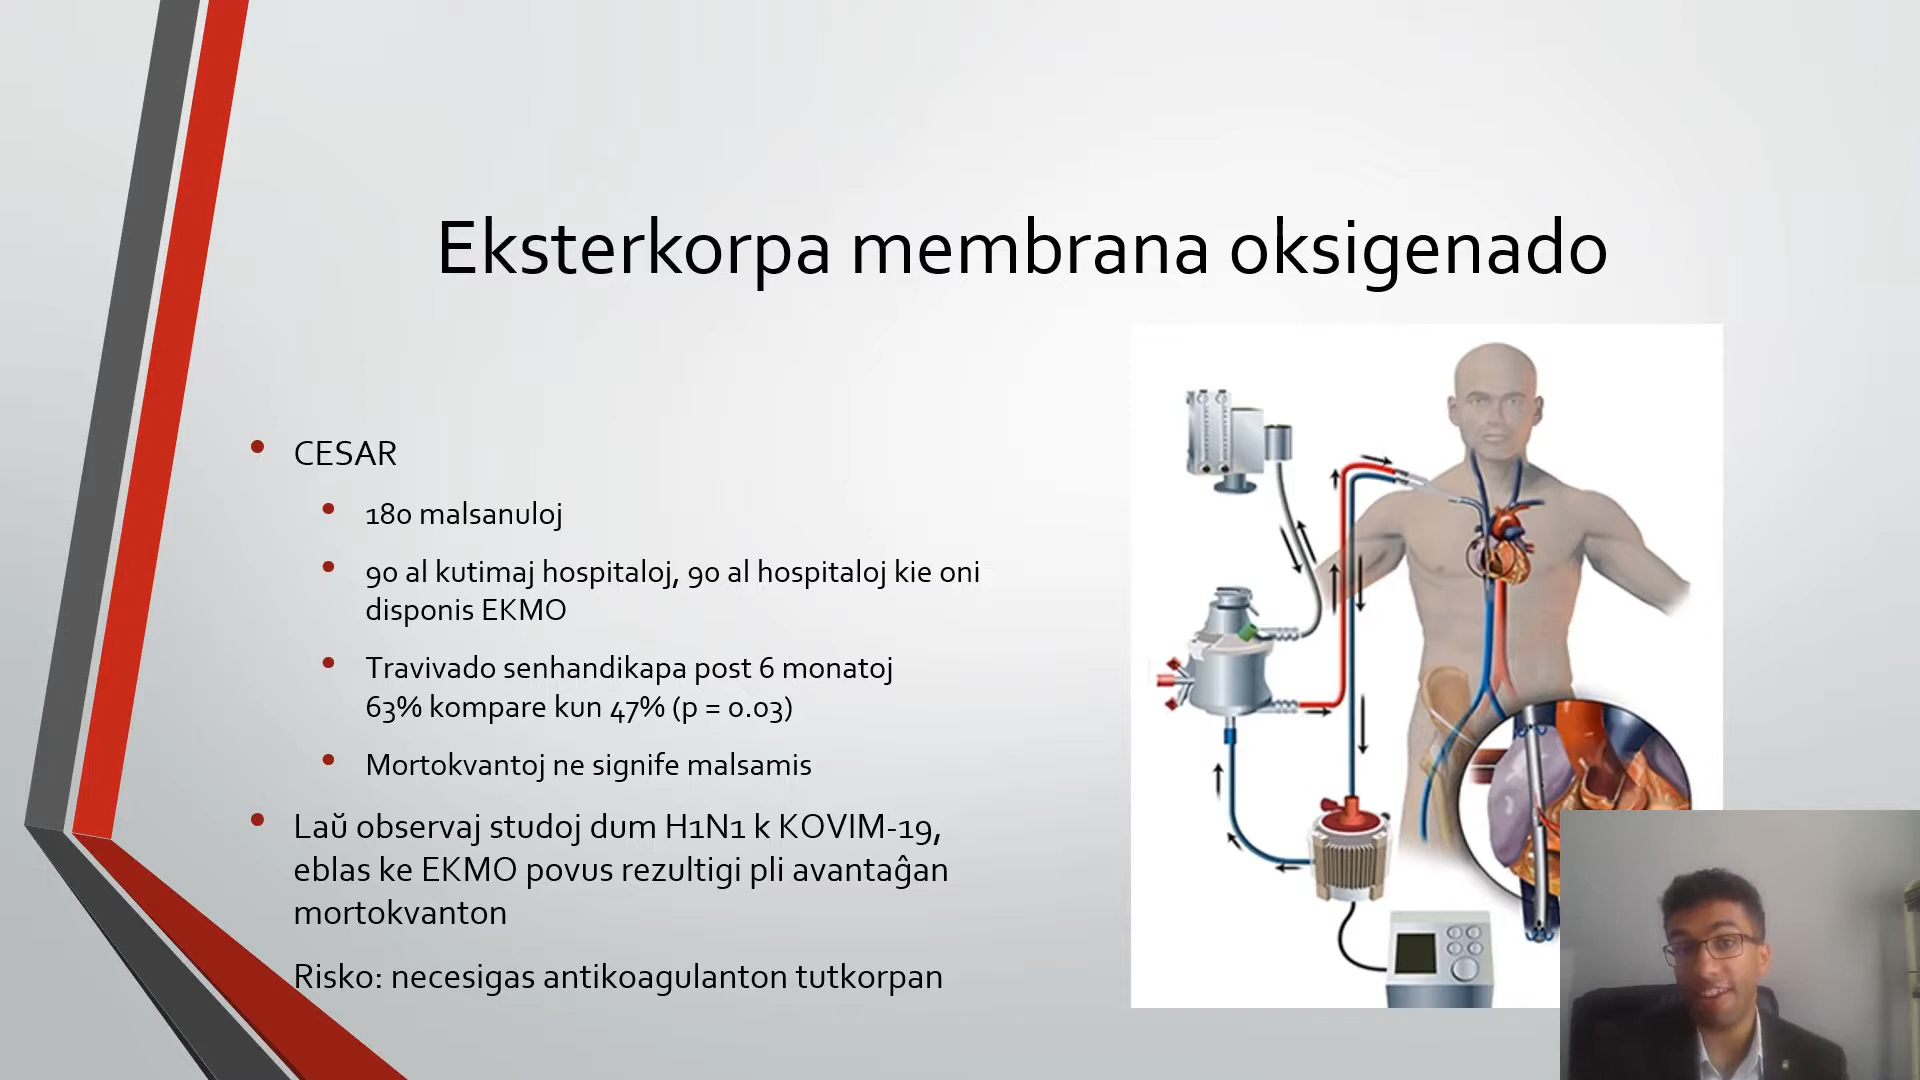 Eksterkorpa membrana oksigenado
CESAR
180 malsanuloj
90 al kutimaj hospitaloj, 90 al hospitaloj kie oni
disponis EKMO
Travivado senhandikapa post 6 monatoj
63% kompare kun 47% (p = 0.03)
Mortokvantoj ne signife malsamis
Laŭ observaj studoj dum H1N1 k KOVIM-19,
eblas ke EKMO povus rezultigi pli avantaĝan
mortokvanton
Risko: necesigas antikoagulanton tutkorpan